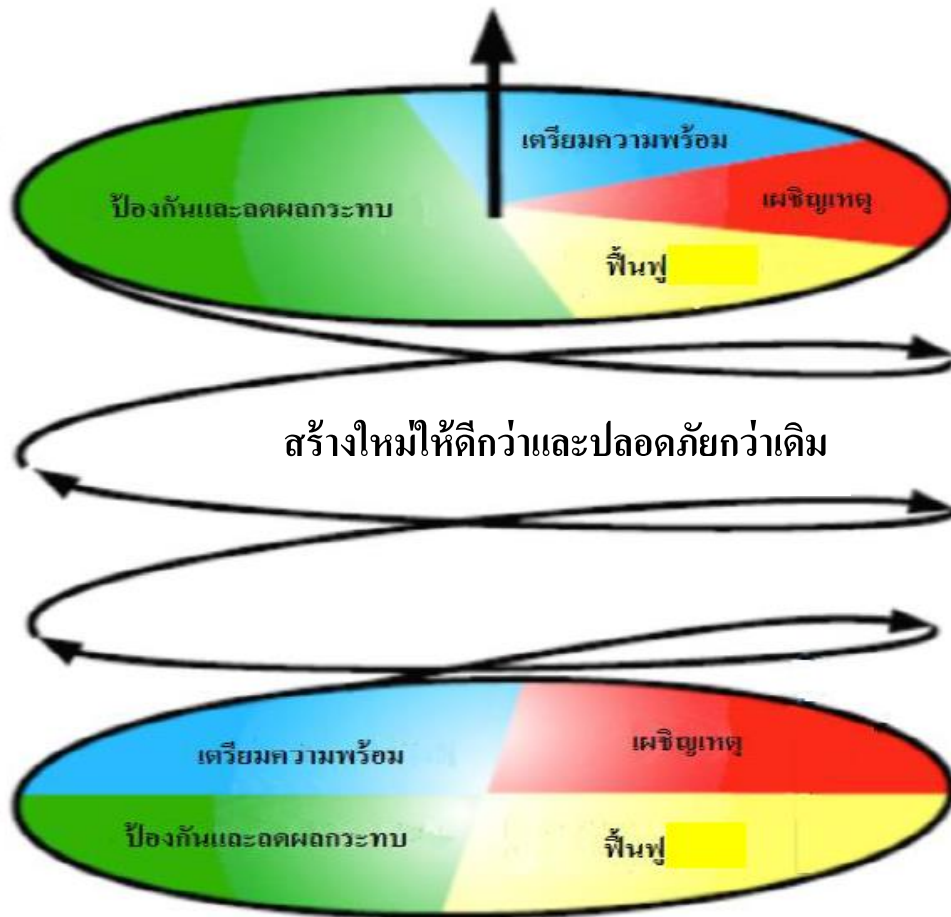 เตรียมความพร้อม
ป้องกันและลดผลกระทบ
เผชิญเหตุ
ฟื้นฟู
สร้างใหม่ให้ดีกว่าและปลอดภัยกว่าเดิม
เตรียมความพร้อม
เผชิญเหตุ
ป้องกันและลดผลกระทบ
ฟื้นฟู